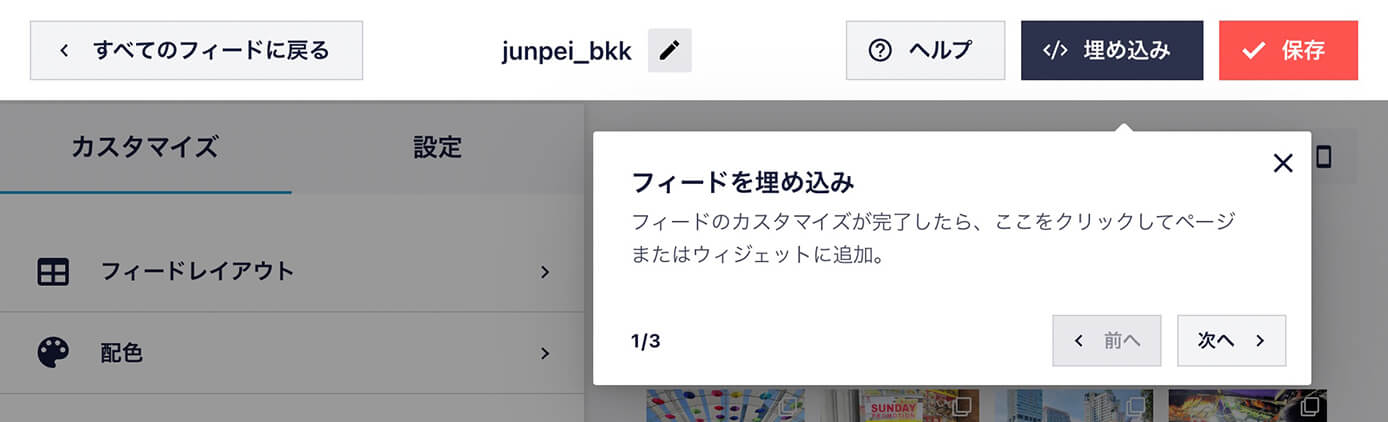 すべてのフィードに戻る
junpei_bkk
ヘルプ
埋め込み
保存
カスタマイズ
設定
フィードを埋め込み
フィードのカスタマイズが完了したら、ここをクリックしてページ
またはウィジェットに追加。
フィードレイアウト
配色
1/3
前へ
次へ
SUNDAY
PROMOTION